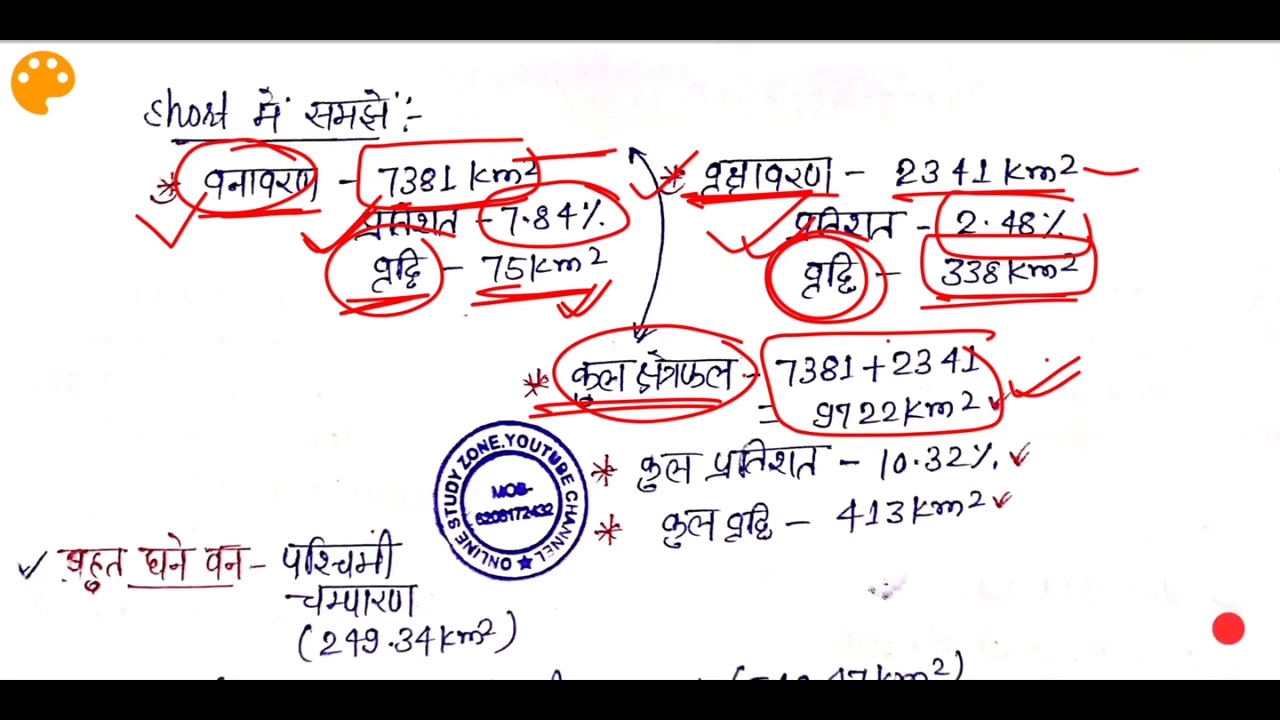 Short में समझे :-
* वनावरण - 7381 km²
प्रतिशत - 7.84%
वृद्धि - 75 km²
* वृक्षावरण - 2341 km²
प्रतिशत - 2.48%
वृद्धि - 338 km²
* कुल क्षेत्रफल - 7381 + 2341
= 9722 km²
* कुल प्रतिशत - 10.32%
* कुल वृद्धि - 413 km²
ONLINE STUDY ZONE.YOUTUBE CHANNEL
MOB-
6206172432
बहुत घने वन - पश्चिमी
चम्पारण
(249.34 km²)